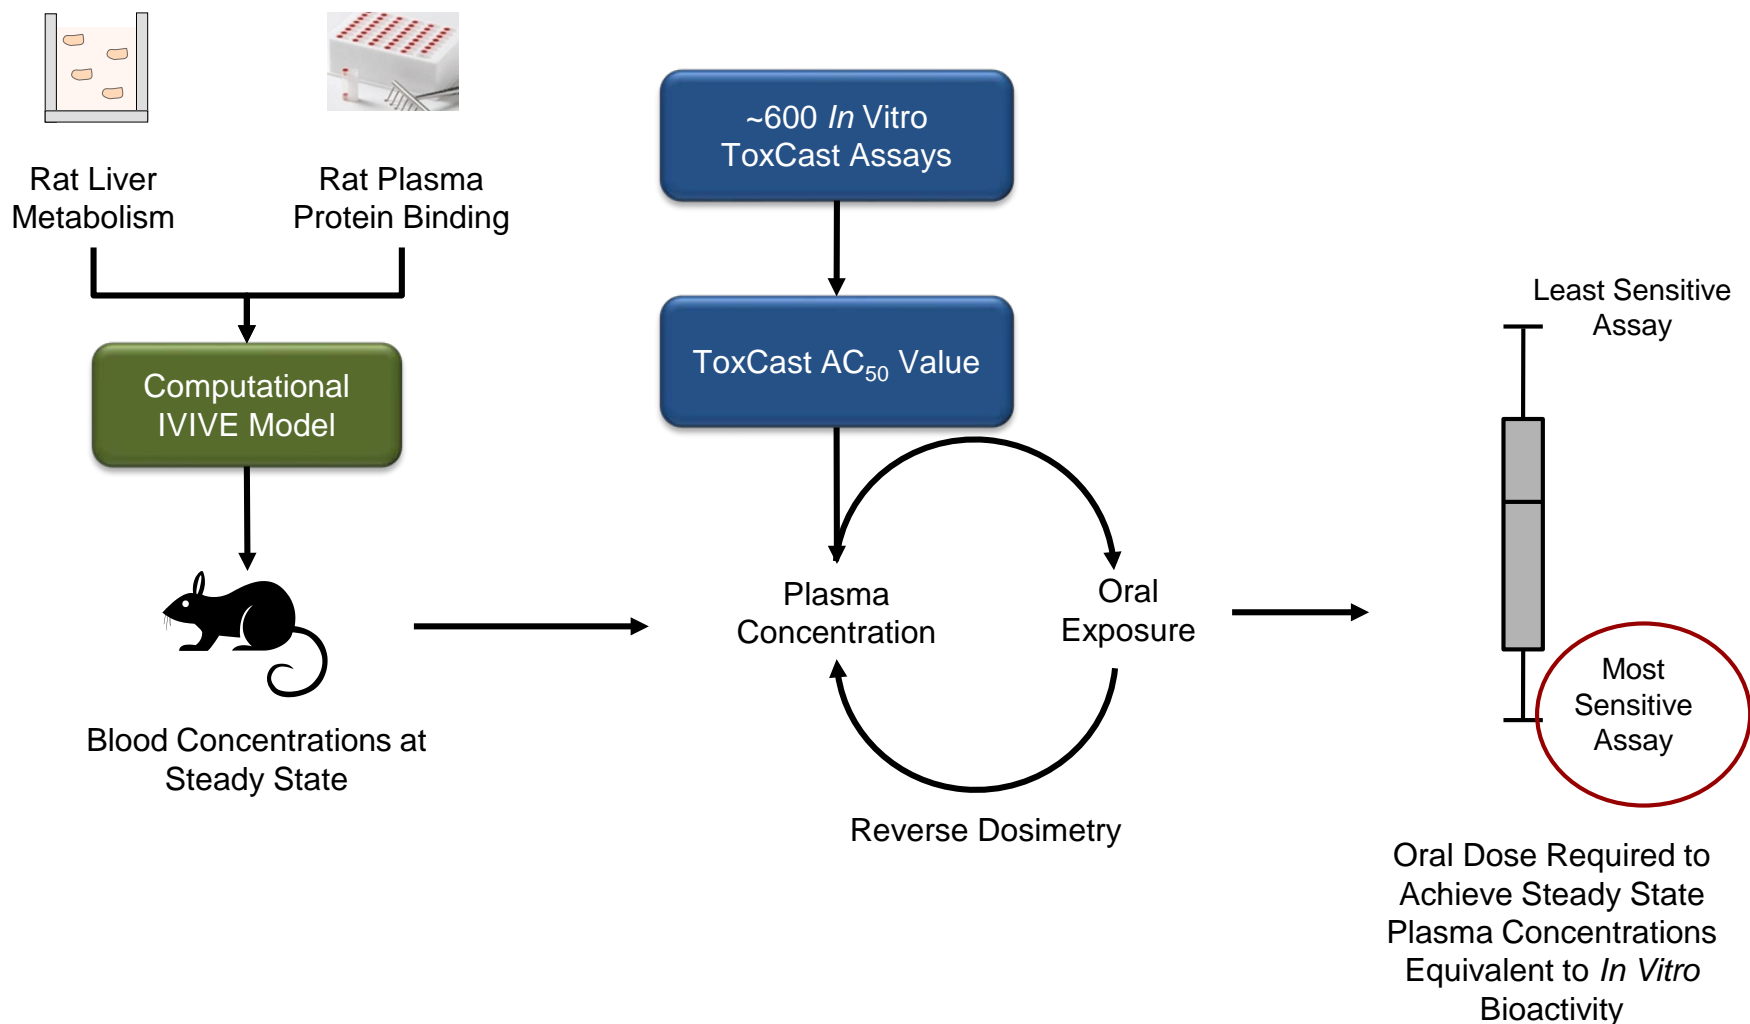 Rat Liver
Metabolism
Rat Plasma
Protein Binding
Computational
IVIVE Model
Blood Concentrations at
Steady State
~600 In Vitro
ToxCast Assays
ToxCast AC50 Value
Plasma
Concentration
Oral
Exposure
Reverse Dosimetry
Least Sensitive
Assay
Most
Sensitive
Assay
Oral Dose Required to
Achieve Steady State
Plasma Concentrations
Equivalent to In Vitro
Bioactivity